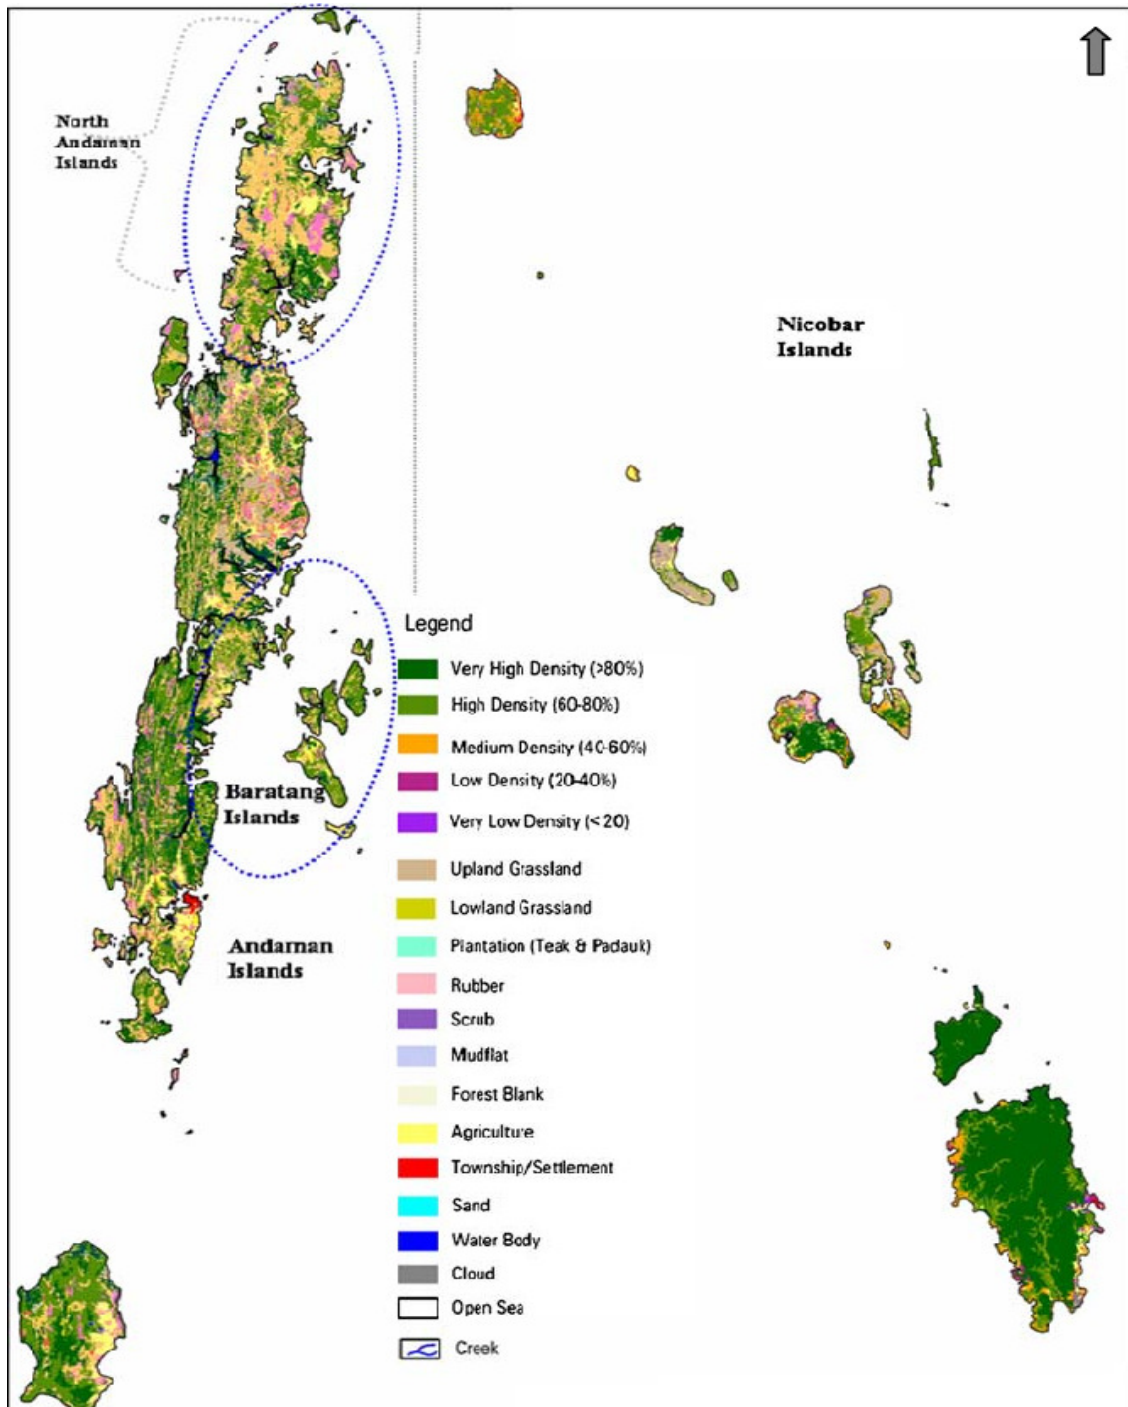 North
Andaman
Islands
Nicobar
Islands
Baratang
Islands
Andaman
Islands
Legend
Very High Density (>80%)
High Density (60-80%)
Medium Density (40-60%)
Low Density (20-40%)
Very Low Density (<20)
Upland Grassland
Lowland Grassland
Plantation (Teak & Padauk)
Rubber
Scrub
Mudflat
Forest Blank
Agriculture
Township/Settlement
Sand
Water Body
Cloud
Open Sea
Creek